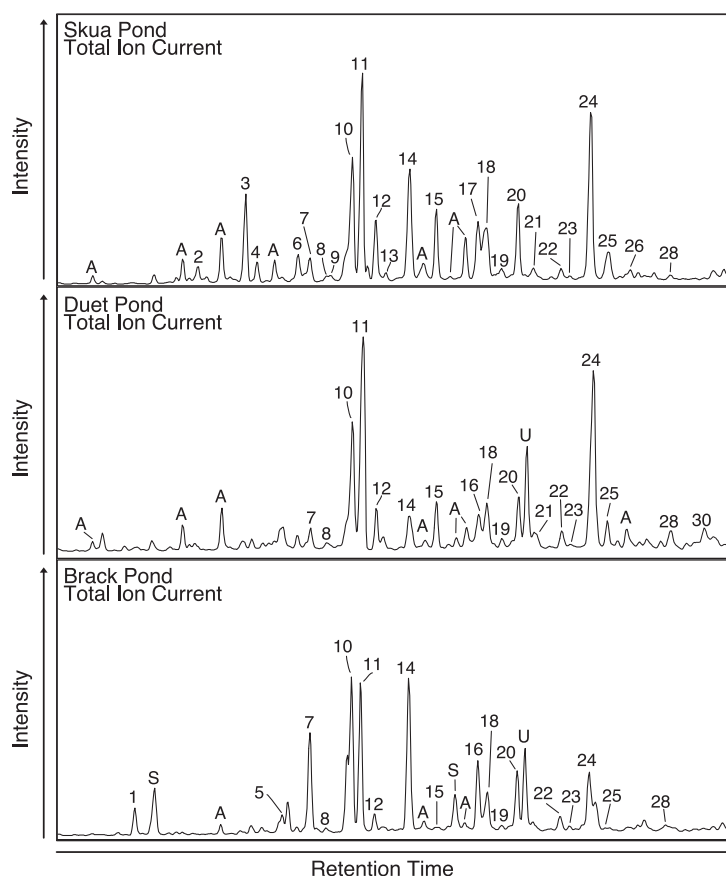 Skua Pond
Total Ion Current
Intensity
A
A
2
A
3
4
A
6
7
8
9
10
11
12
13
14
A
15
A
17
18
19
20
21
22
23
24
25
26
28
Duet Pond
Total Ion Current
Intensity
A
A
A
7
8
10
11
12
14
A
15
A
16
18
19
20
U
21
22
23
24
25
A
28
30
Brack Pond
Total Ion Current
Intensity
1
S
A
5
7
8
10
11
12
14
A
15
S
A
16
18
19
20
U
22
23
24
25
28
Retention Time